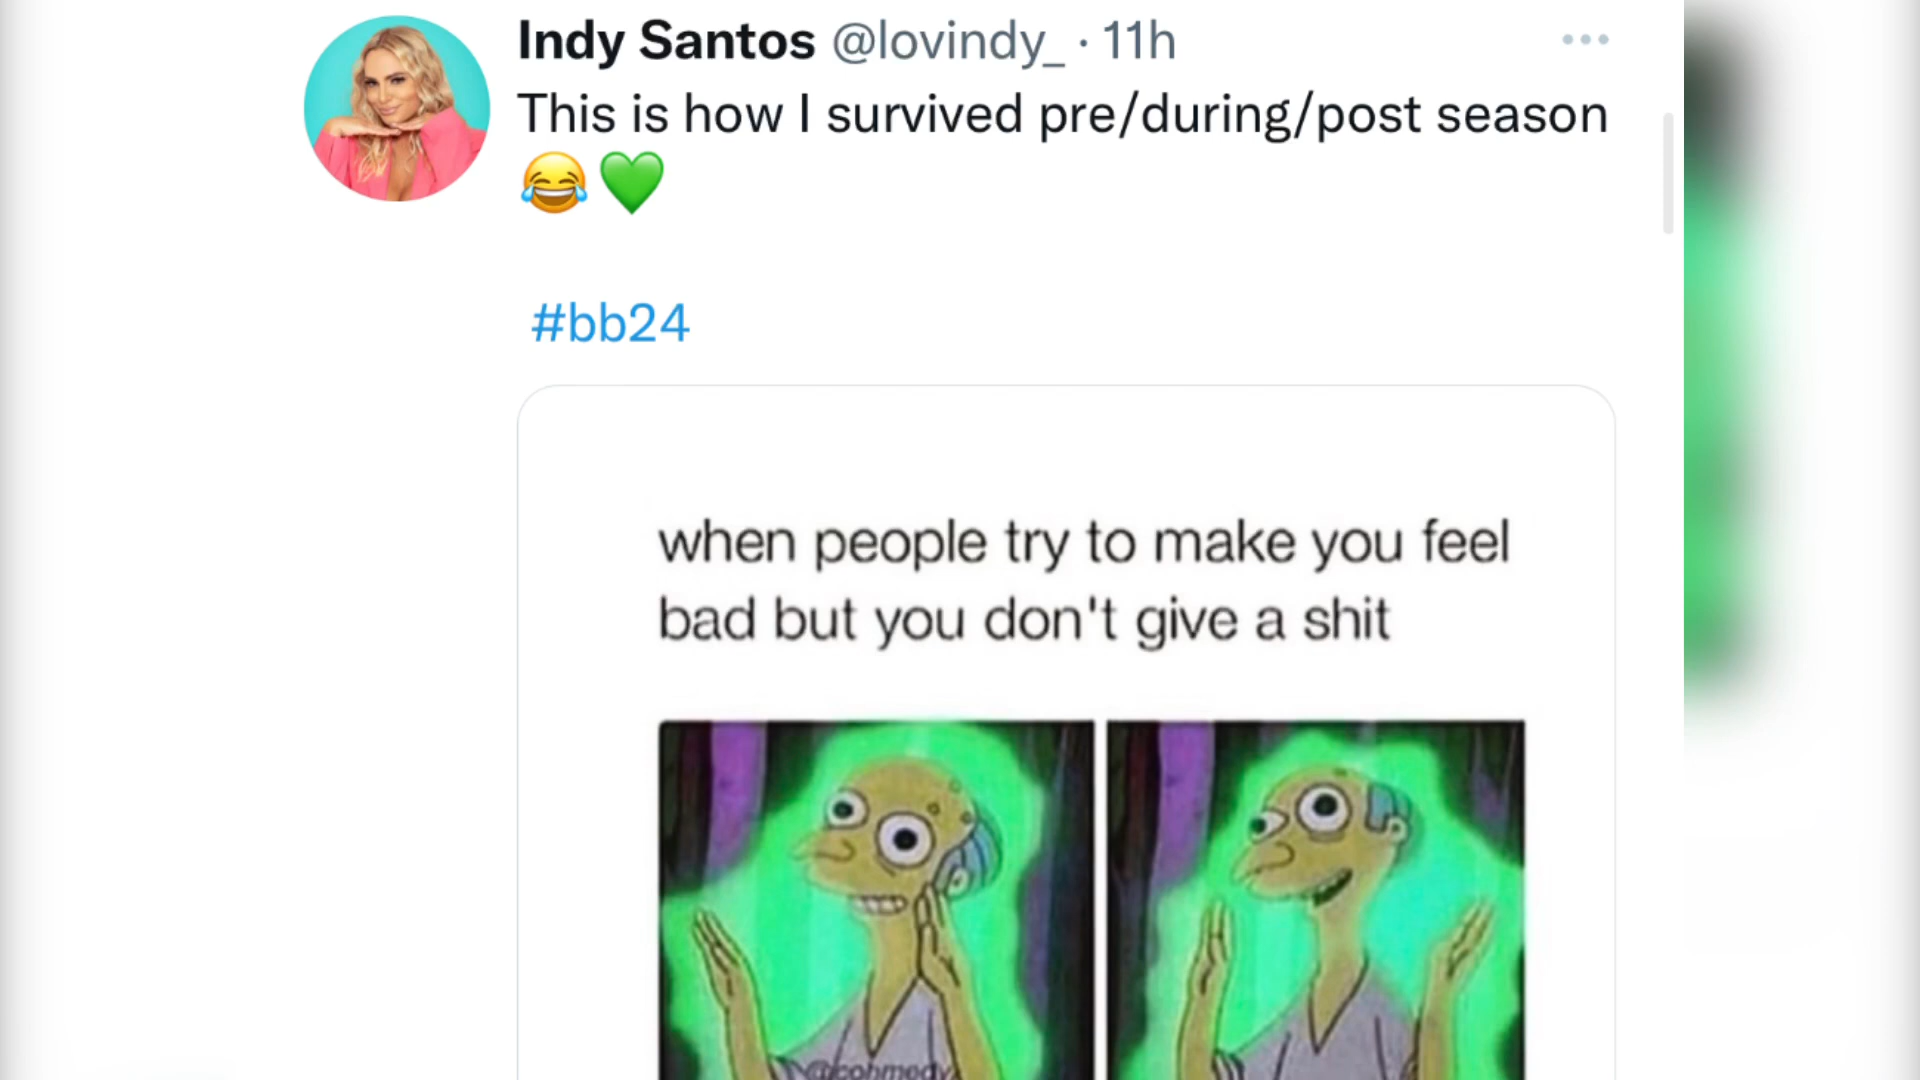 Indy Santos @lovindy_ · 11h
This is how I survived pre/during/post season
😂💚
#bb24
when people try to make you feel
bad but you don't give a shit
@cohmedy